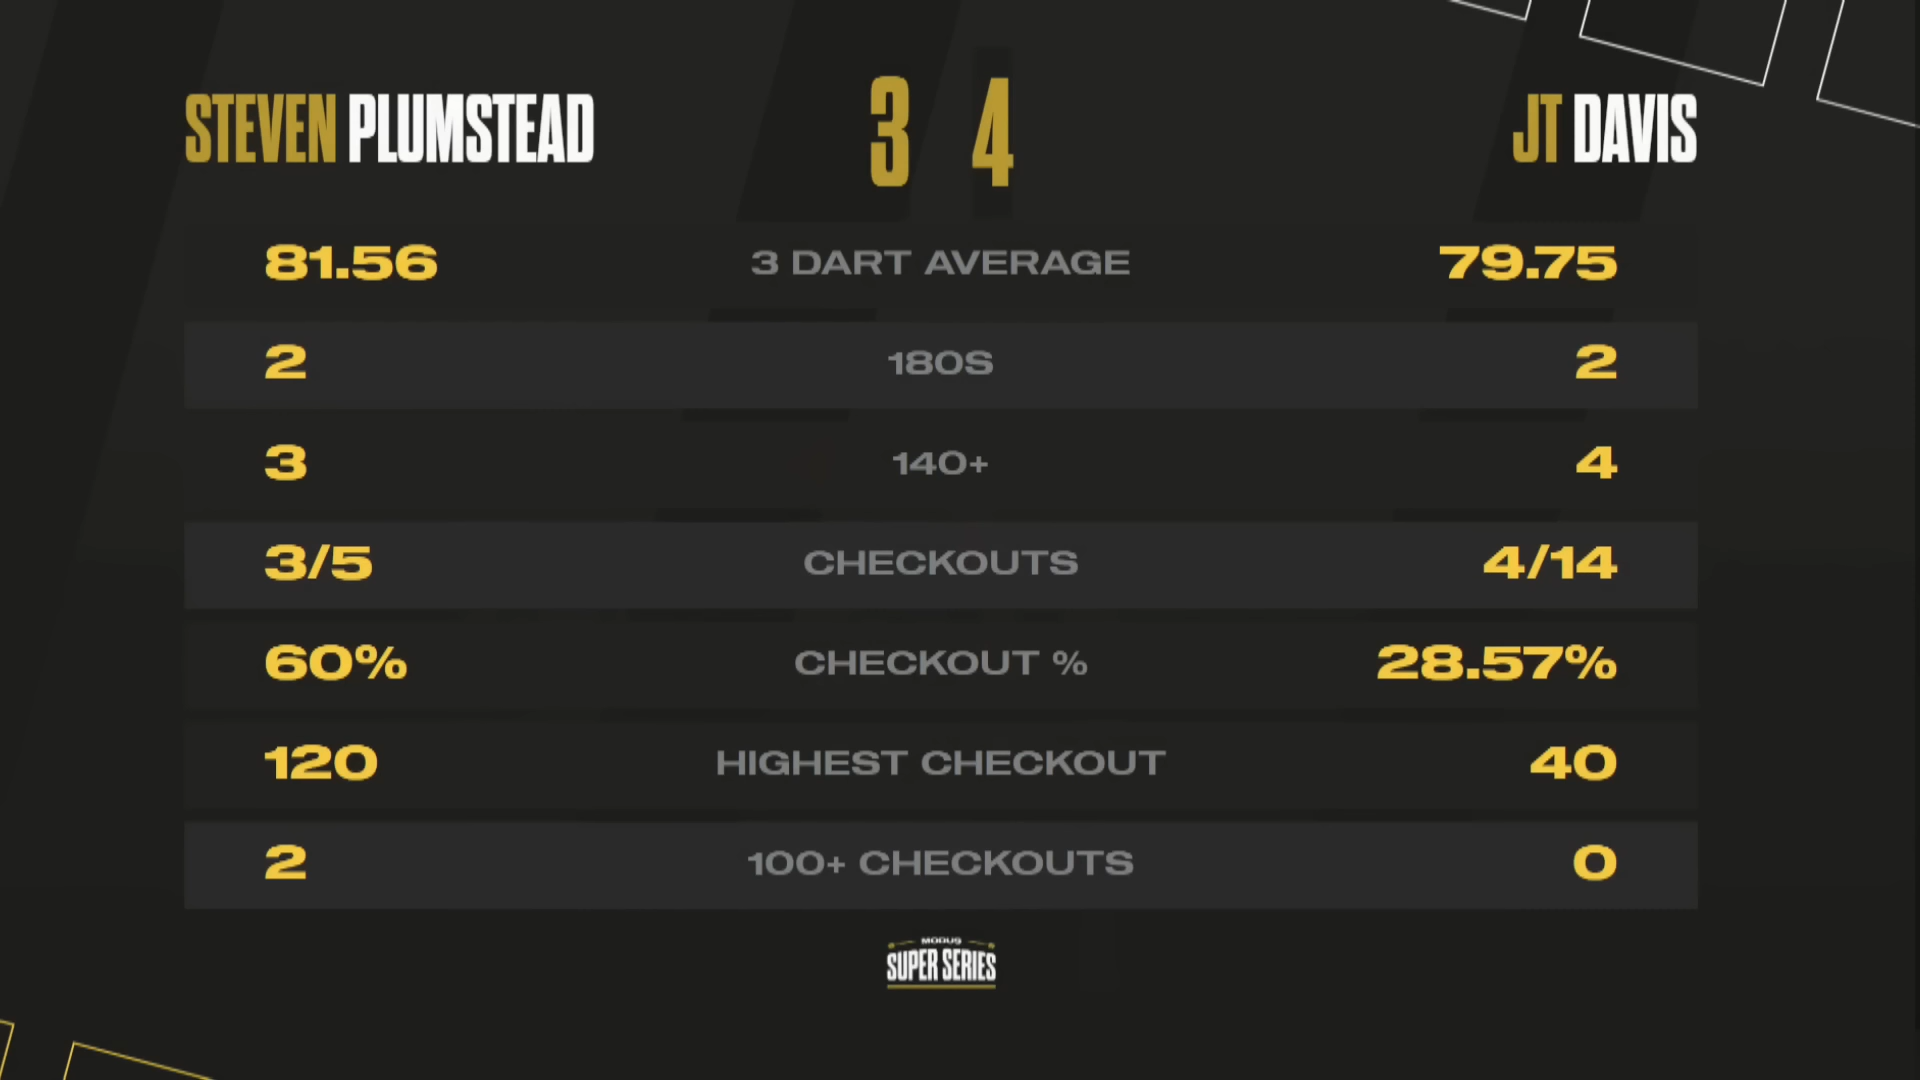 STEVEN PLUMSTEAD 3 4 JT DAVIS
81.56 3 DART AVERAGE 79.75
2 180S 2
3 140+ 4
3/5 CHECKOUTS 4/14
60% CHECKOUT % 28.57%
120 HIGHEST CHECKOUT 40
2 100+ CHECKOUTS 0
MODUS
SUPER SERIES